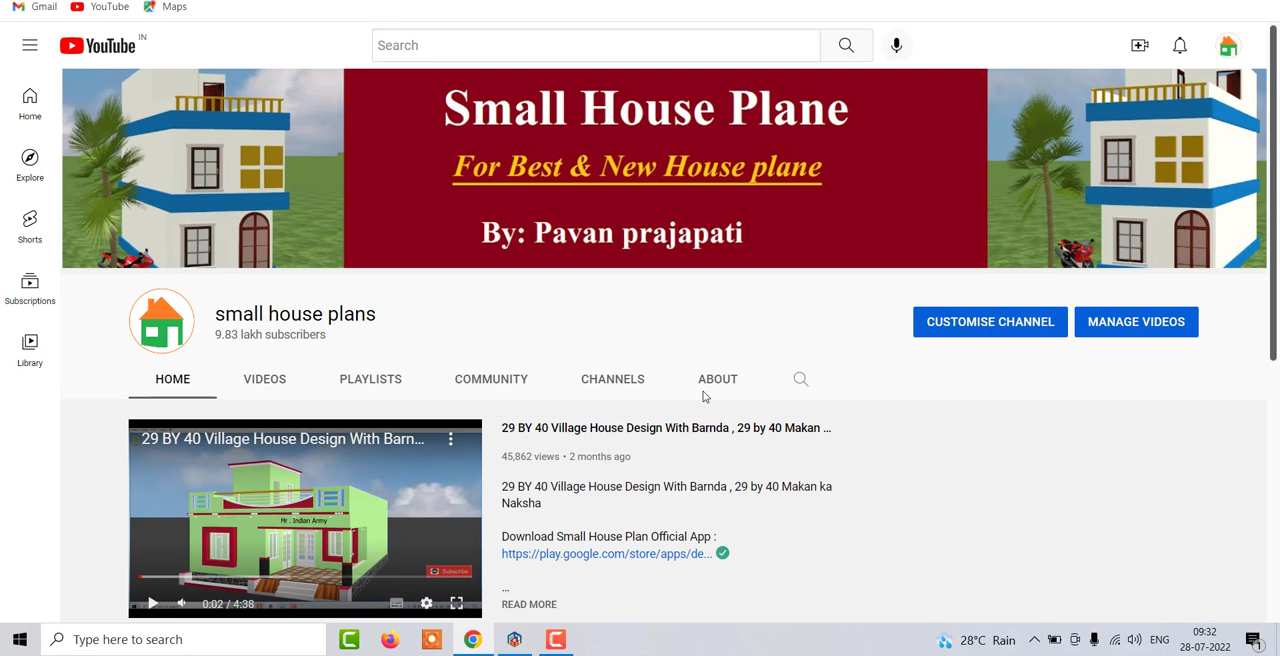 Gmail YouTube Maps
YouTube IN
Search
Home
Explore
Shorts
Subscriptions
Library
Small House Plane
For Best & New House plane
By: Pavan prajapati
small house plans
9.83 lakh subscribers
CUSTOMISE CHANNEL MANAGE VIDEOS
HOME VIDEOS PLAYLISTS COMMUNITY CHANNELS ABOUT
29 BY 40 Village House Design With Barn...
Mr . Indian Army
Subscribe
0:02 / 4:38
29 BY 40 Village House Design With Barnda , 29 by 40 Makan ...
45,862 views • 2 months ago
29 BY 40 Village House Design With Barnda , 29 by 40 Makan ka
Naksha
Download Small House Plan Official App :
https://play.google.com/store/apps/de...
...
READ MORE
Type here to search
28°C Rain
ENG
09:32
28-07-2022
1